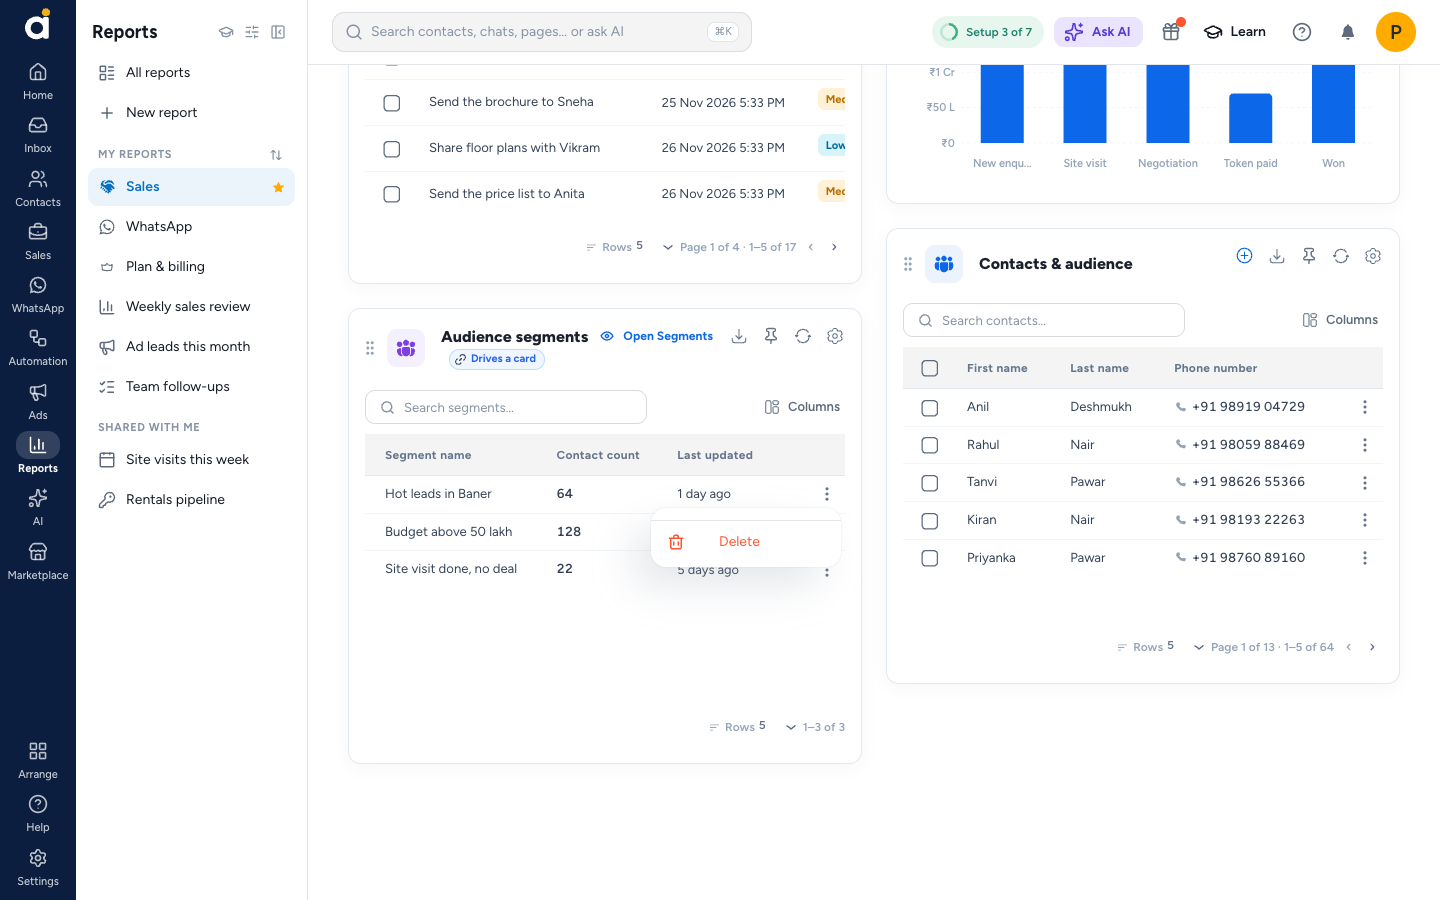 Home
Inbox
Contacts
Sales
WhatsApp
Automation
Ads
Reports
AI
Marketplace
Arrange
Help
Settings
Reports
All reports
New report
MY REPORTS
Sales
WhatsApp
Plan & billing
Weekly sales review
Ad leads this month
Team follow-ups
SHARED WITH ME
Site visits this week
Rentals pipeline
Search contacts, chats, pages... or ask AI
⌘K
Setup 3 of 7
Ask AI
Learn
P
Send the brochure to Sneha 25 Nov 2026 5:33 PM
Share floor plans with Vikram 26 Nov 2026 5:33 PM Low
Send the price list to Anita 26 Nov 2026 5:33 PM
Rows 5 Page 1 of 4 · 1–5 of 17
Audience segments
Open Segments
Drives a card
Search segments...
Columns
Segment name Contact count Last updated
Hot leads in Baner 64 1 day ago
Budget above 50 lakh 128
Delete
Site visit done, no deal 22 5 days ago
Rows 5 1–3 of 3
₹1 Cr
₹50 L
₹0
New enqu... Site visit Negotiation Token paid Won
Contacts & audience
Search contacts...
Columns
First name Last name Phone number
Anil Deshmukh +91 98919 04729
Rahul Nair +91 98059 88469
Tanvi Pawar +91 98626 55366
Kiran Nair +91 98193 22263
Priyanka Pawar +91 98760 89160
Rows 5 Page 1 of 13 · 1–5 of 64